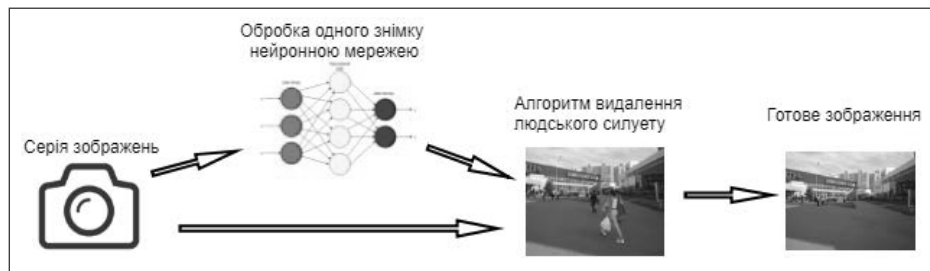 Обробка одного знімку
нейронною мережею
Серія зображень
Алгоритм видалення
людського силуету
Готове зображення